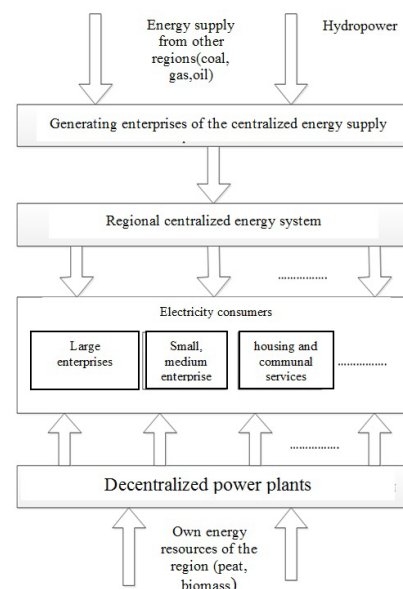 Energy supply
from other
regions(coal,
gas,oil)
Hydropower
Generating enterprises of the centralized energy supply
Regional centralized energy system
................
Electricity consumers
Large
enterprises
Small,
medium
enterprise
housing and
communal
services
................
................
Decentralized power plants
Own energy
resources of the
region (peat,
biomass)